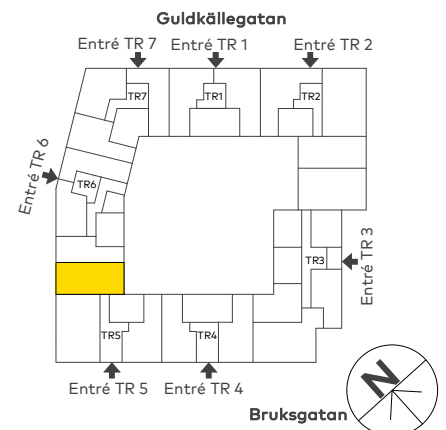 Guldkällegatan
Entré TR 7 Entré TR 1 Entré TR 2
TR7 TR1 TR2
Entré TR 6
TR6
TR3
Entré TR 3
TR5 TR4
Entré TR 5 Entré TR 4
Bruksgatan
N